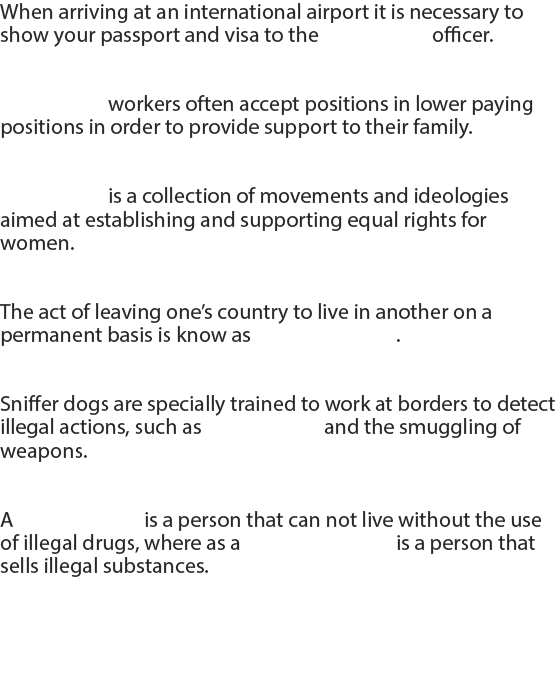 When arriving at an international airport it is necessary to
show your passport and visa to the officer.
workers often accept positions in lower paying
positions in order to provide support to their family.
is a collection of movements and ideologies
aimed at establishing and supporting equal rights for
women.
The act of leaving one’s country to live in another on a
permanent basis is know as .
Sniffer dogs are specially trained to work at borders to detect
illegal actions, such as and the smuggling of
weapons.
A is a person that can not live without the use
of illegal drugs, where as a is a person that
sells illegal substances.